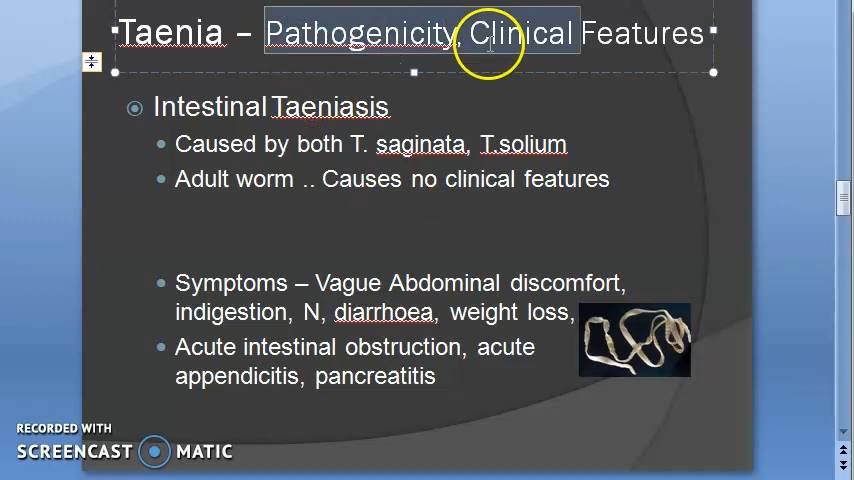 Taenia – Pathogenicity, Clinical Features
Intestinal Taeniasis
Caused by both T. saginata, T.solium
Adult worm .. Causes no clinical features
Symptoms – Vague Abdominal discomfort,
indigestion, N, diarrhoea, weight loss,
Acute intestinal obstruction, acute
appendicitis, pancreatitis
RECORDED WITH
SCREENCAST MATIC